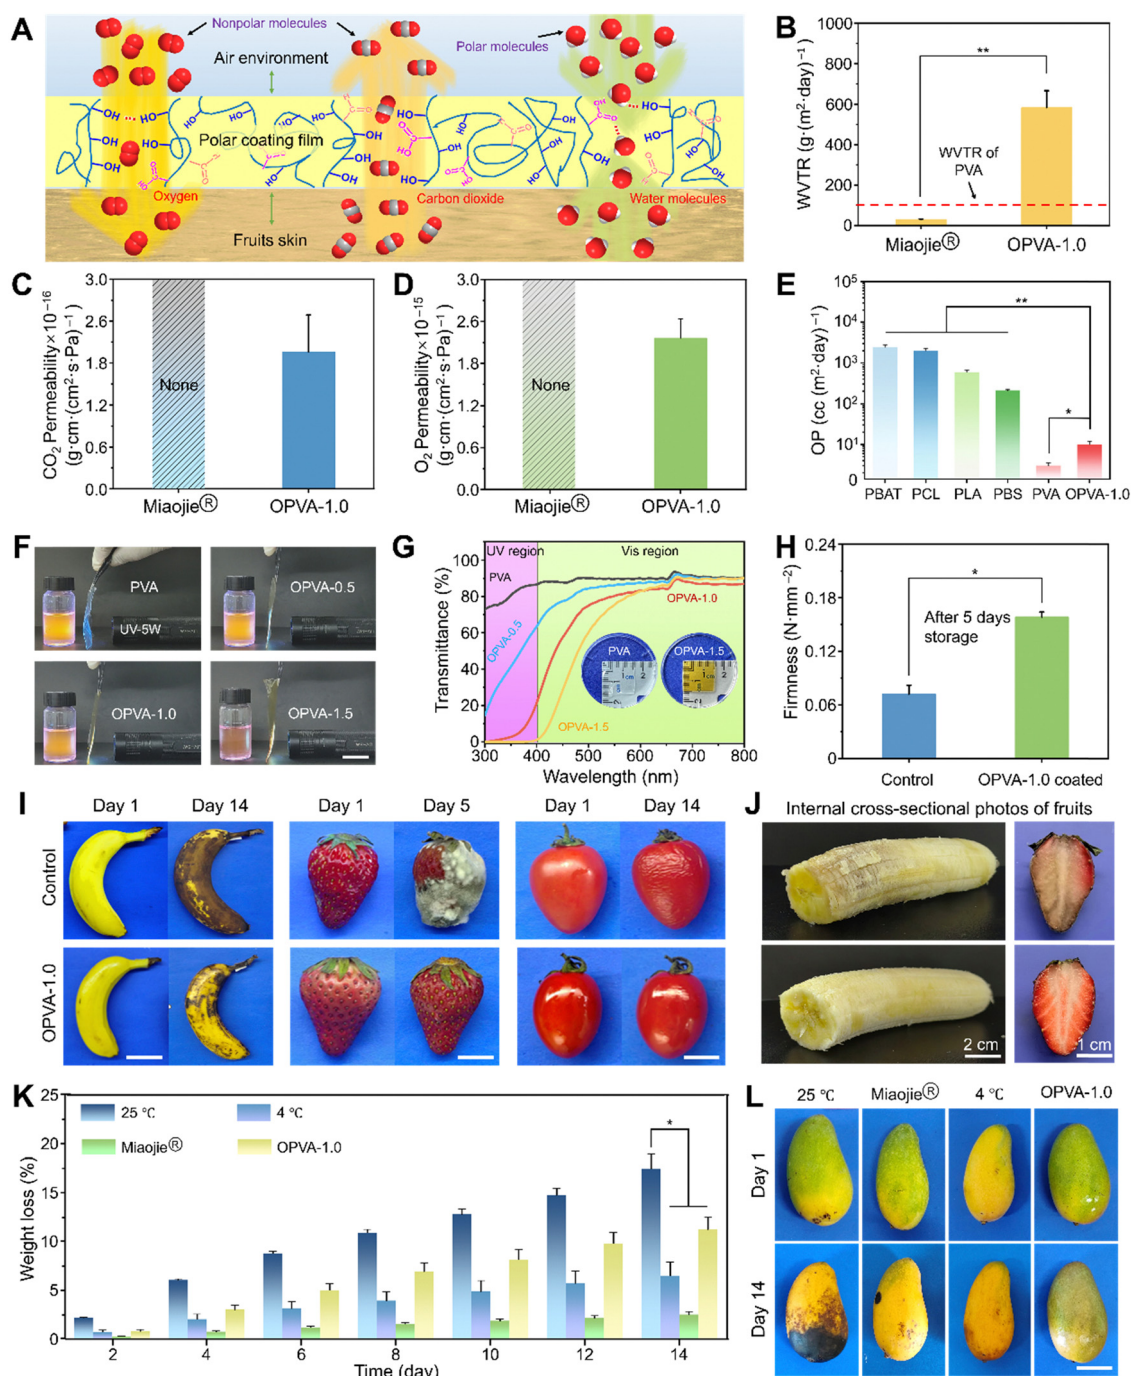 A
Nonpolar molecules
Polar molecules
Air environment
HO
OH
Polar coating film
Oxygen
Carbon dioxide
Water molecules
Fruits skin
B
WVTR (g·(m²·day)⁻¹
1000
800
600
400
200
100
0
**
WVTR of
PVA
Miaojie®
OPVA-1.0
C
CO₂ Permeability×10⁻¹⁶
(g·cm·(cm²·s·Pa)⁻¹
3.0
2.6
1.8
1.2
0.6
0.0
None
Miaojie®
OPVA-1.0
D
O₂ Permeability×10⁻¹⁵
(g·cm·(cm²·s·Pa)⁻¹
3.0
2.6
1.8
1.2
0.6
0.0
None
Miaojie®
OPVA-1.0
E
OP (cc (m²·day)⁻¹)
10⁵
10³
10²
10¹
0
**
*
PBAT PCL PLA PBS PVA OPVA-1.0
F
PVA
UV-5W
OPVA-0.5
OPVA-1.0
OPVA-1.5
G
Transmittance (%)
100
80
60
40
20
0
UV region
Vis region
PVA
OPVA-0.5
OPVA-1.0
OPVA-1.5
PVA
OPVA-1.5
300 400 500 600 700 800
Wavelength (nm)
H
Firmness (N·mm⁻²)
0.24
0.18
0.12
0.06
0.00
*
After 5 days
storage
Control
OPVA-1.0 coated
I
Day 1 Day 14 Day 1 Day 5 Day 1 Day 14
Control
OPVA-1.0
J
Internal cross-sectional photos of fruits
2 cm
1 cm
K
Weight loss (%)
25
20
15
10
5
0
25 ℃
4 ℃
Miaojie®
OPVA-1.0
*
2 4 6 8 10 12 14
Time (day)
L
25 ℃ Miaojie® 4 ℃ OPVA-1.0
Day 1
Day 14